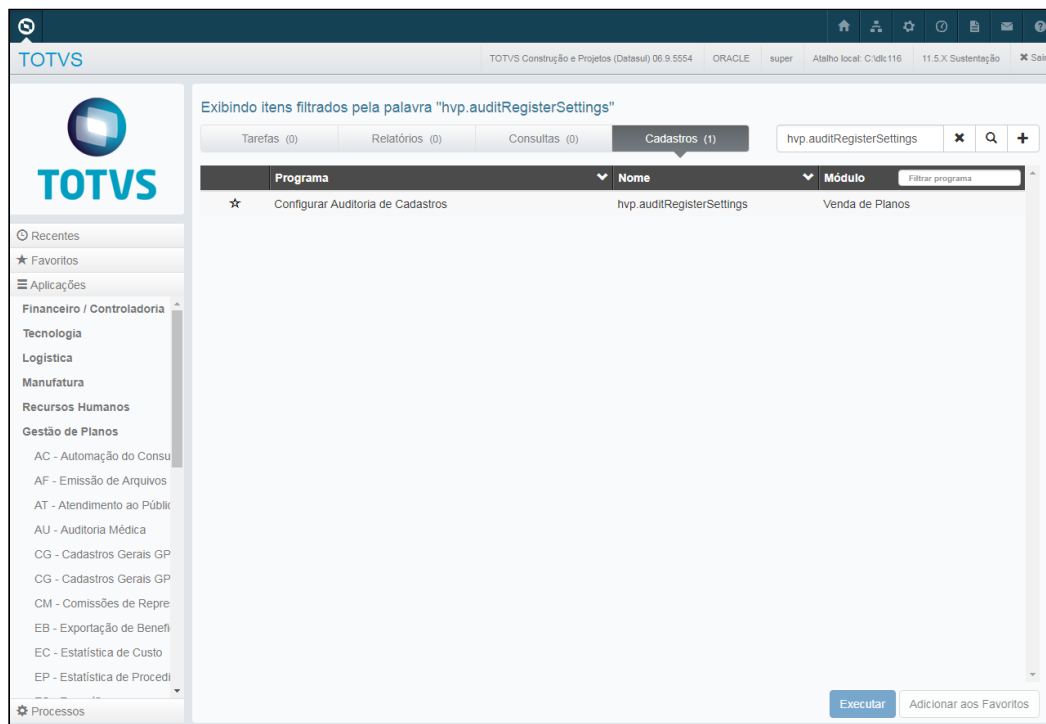 TOTVS
TOTVS Construção e Projetos (Datasul) 06.9.5554 ORACLE super Atalho local: C:\dlc116 11.5.X Sustentação Sair
TOTVS
Exibindo itens filtrados pela palavra "hvp.auditRegisterSettings"
Tarefas (0) Relatórios (0) Consultas (0) Cadastros (1) hvp.auditRegisterSettings
Programa Nome Módulo Filtrar programa
Configurar Auditoria de Cadastros hvp.auditRegisterSettings Venda de Planos
Recentes
Favoritos
Aplicações
Financeiro / Controladoria
Tecnologia
Logística
Manufatura
Recursos Humanos
Gestão de Planos
AC - Automação do Consu
AF - Emissão de Arquivos
AT - Atendimento ao Públic
AU - Auditoria Médica
CG - Cadastros Gerais GP
CG - Cadastros Gerais GP
CM - Comissões de Repre
EB - Exportação de Benefi
EC - Estatística de Custo
EP - Estatística de Procedi
Processos
Executar Adicionar aos Favoritos